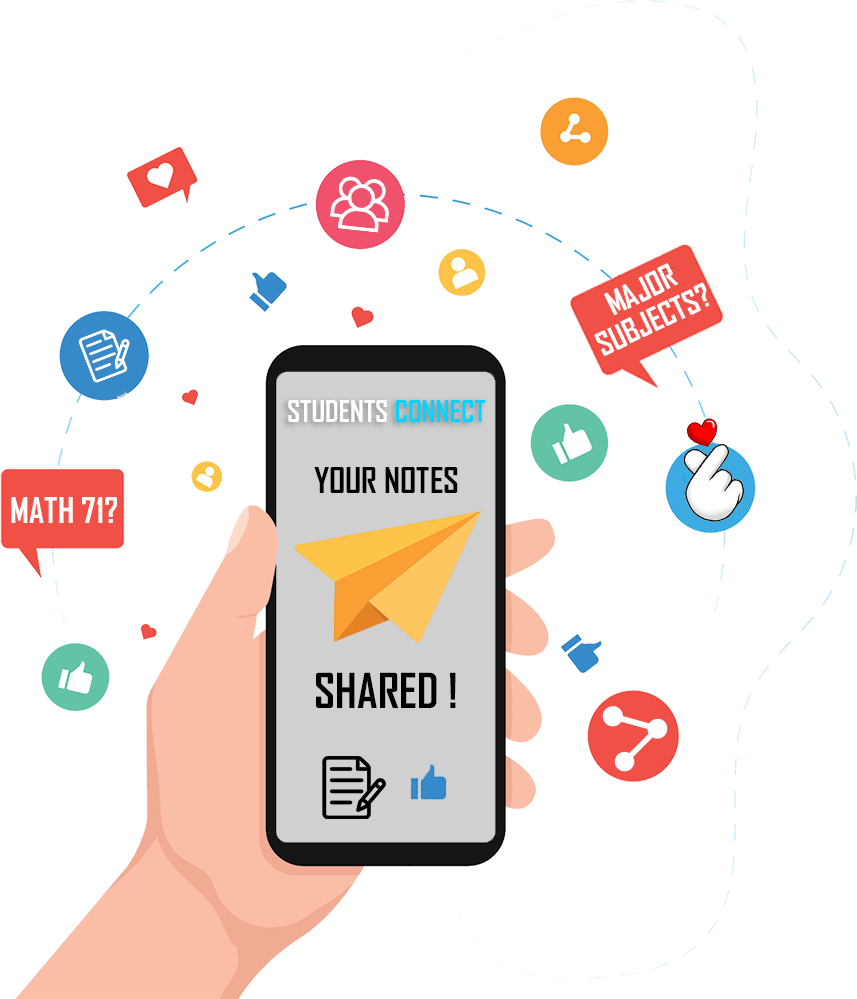 MAJOR
SUBJECTS?
STUDENTS CONNECT
YOUR NOTES
MATH 71?
SHARED !